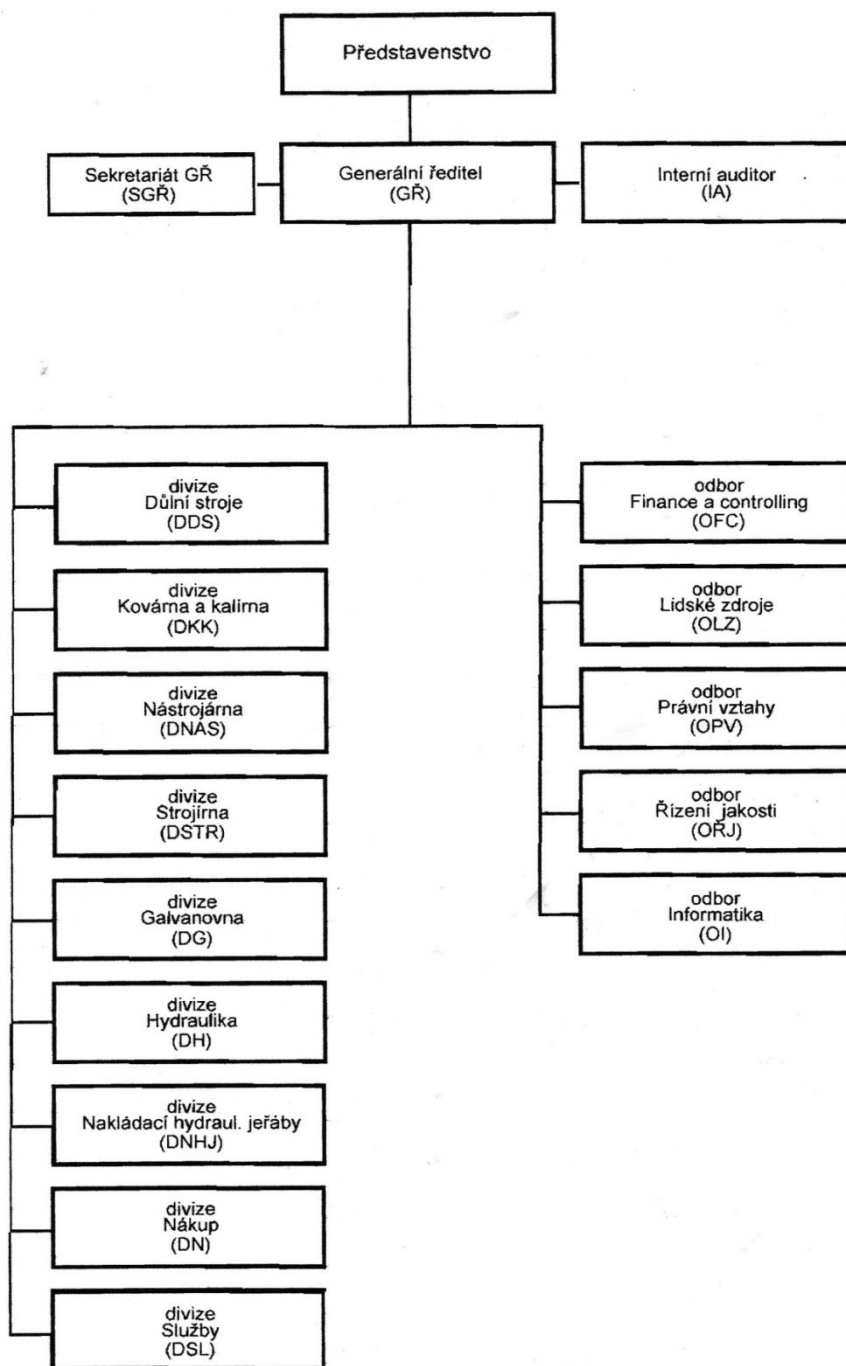 Představenstvo
Sekretariát GŘ
(SGŘ)
Generální ředitel
(GŘ)
Interní auditor
(IA)
divize
Důlní stroje
(DDS)
divize
Kovárna a kalírna
(DKK)
divize
Nástrojárna
(DNAS)
divize
Strojírna
(DSTR)
divize
Galvanovna
(DG)
divize
Hydraulika
(DH)
divize
Nakládací hydraul. jeřáby
(DNHJ)
divize
Nákup
(DN)
divize
Služby
(DSL)
odbor
Finance a controlling
(OFC)
odbor
Lidské zdroje
(OLZ)
odbor
Právní vztahy
(OPV)
odbor
Řízení jakosti
(OŘJ)
odbor
Informatika
(OI)